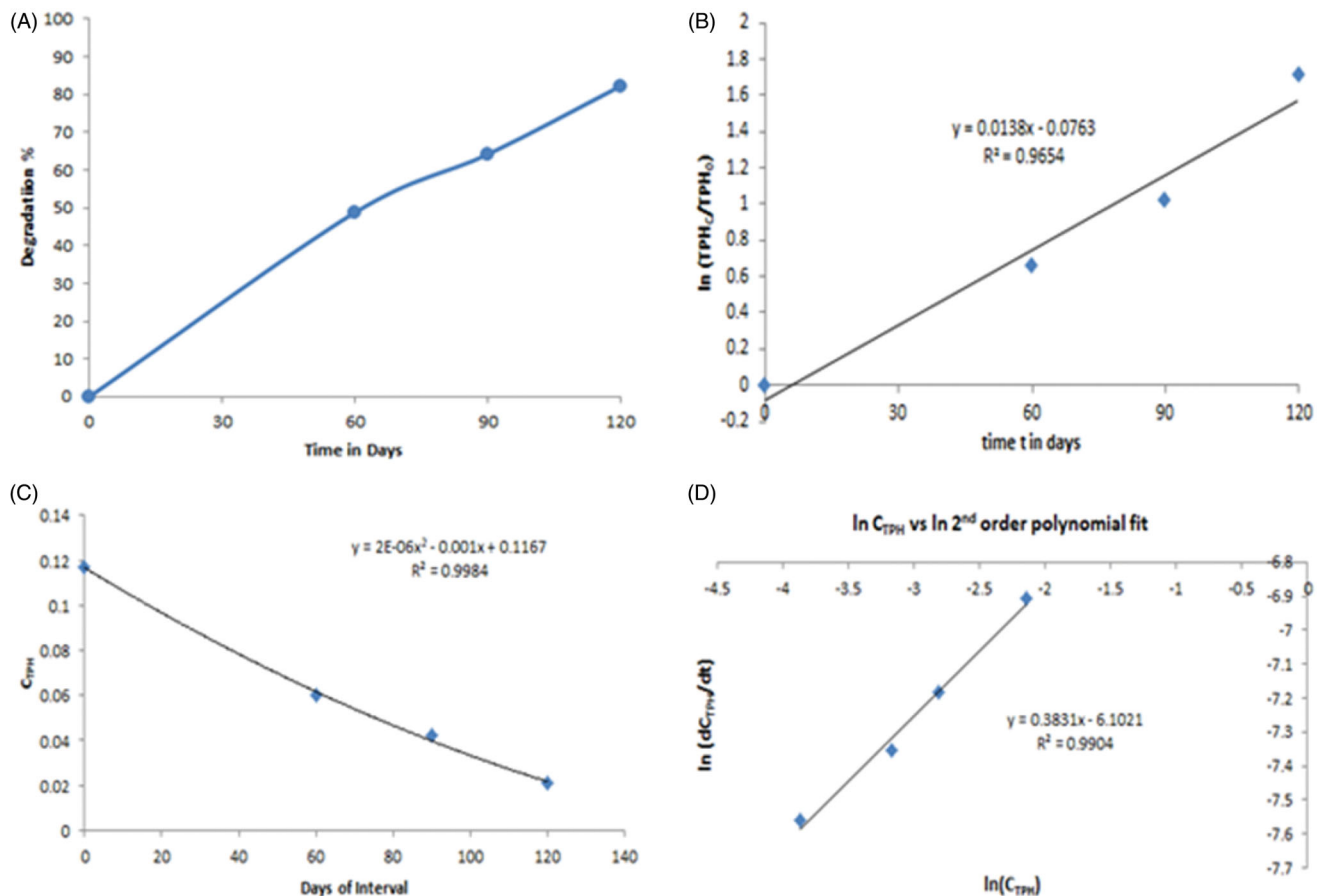 (A)
100
90
80
70
60
50
40
30
20
10
0
Degradation %
0 30 60 90 120
Time in Days
(B)
2
1.8
1.6
1.4
1.2
1
0.8
0.6
0.4
0.2
0
-0.2
ln (TPHC/TPHO)
y = 0.0138x - 0.0763
R² = 0.9654
0 30 60 90 120
time t in days
(C)
0.14
0.12
0.1
0.08
0.06
0.04
0.02
0
CTPH
y = 2E-06x² - 0.001x + 0.1167
R² = 0.9984
0 20 40 60 80 100 120 140
Days of Interval
(D)
ln CTPH vs ln 2nd order polynomial fit
-4.5 -4 -3.5 -3 -2.5 -2 -1.5 -1 -0.5 0
-6.8
-6.9
-7
-7.1
-7.2
-7.3
-7.4
-7.5
-7.6
-7.7
ln (dCTPH/dt)
y = 0.3831x - 6.1021
R² = 0.9904
ln(CTPH)